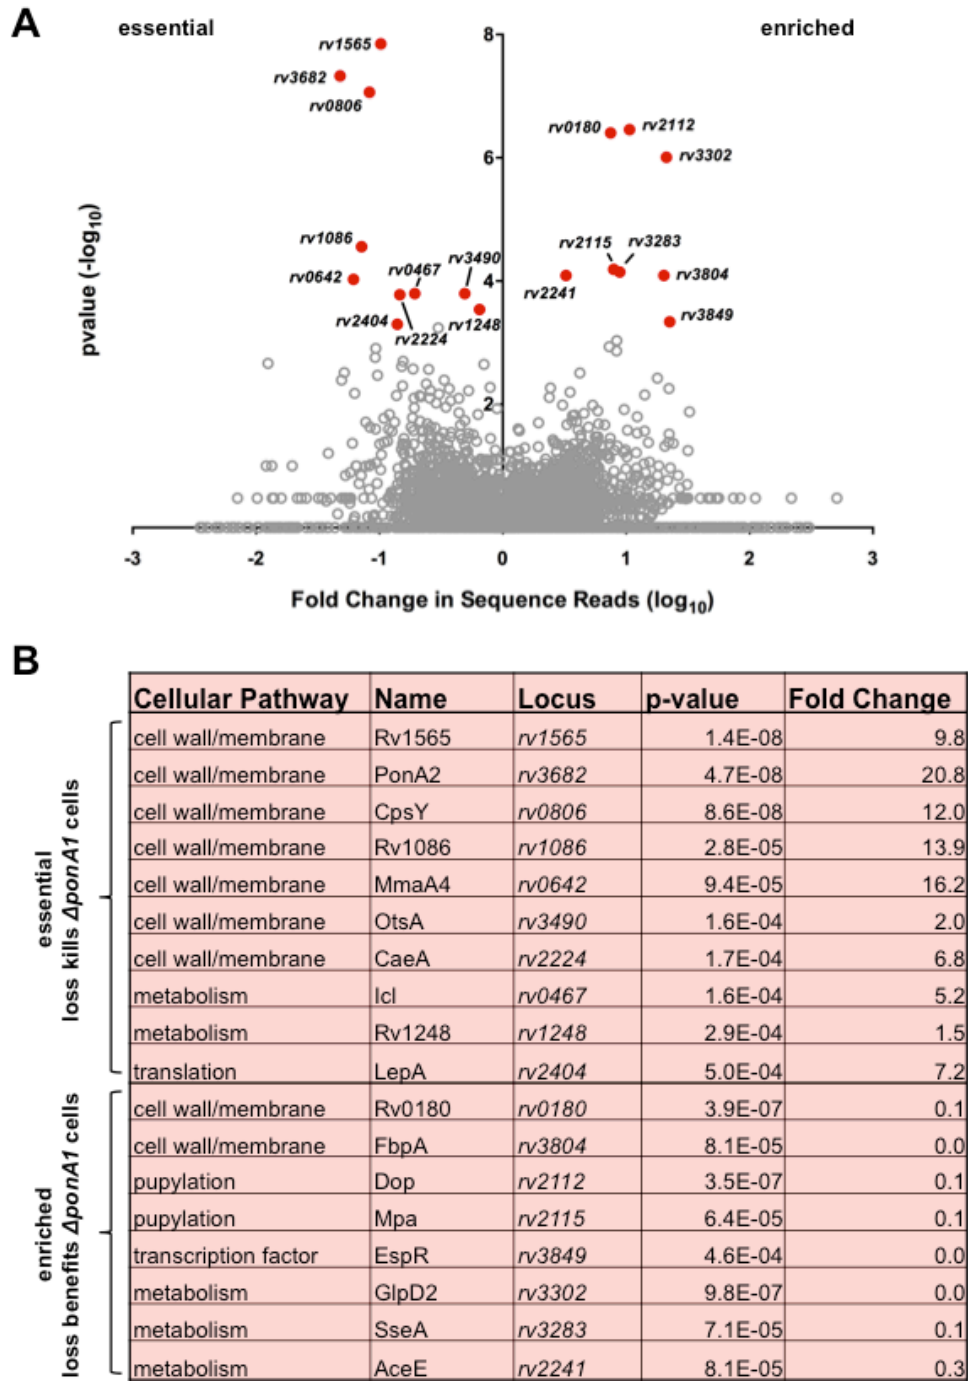 A
essential
enriched
rv1565
rv3682
rv0806
rv0180
rv2112
rv3302
rv1086
rv0642
rv0467
rv3490
rv2404
rv2224
rv1248
rv2115
rv3283
rv2241
rv3804
rv3849
pvalue (-log10)
8
6
4
2
-3 -2 -1 0 1 2 3
Fold Change in Sequence Reads (log10)
B
Cellular Pathway Name Locus p-value Fold Change
essential
loss kills ΔponA1 cells
cell wall/membrane Rv1565 rv1565 1.4E-08 9.8
cell wall/membrane PonA2 rv3682 4.7E-08 20.8
cell wall/membrane CpsY rv0806 8.6E-08 12.0
cell wall/membrane Rv1086 rv1086 2.8E-05 13.9
cell wall/membrane MmaA4 rv0642 9.4E-05 16.2
cell wall/membrane OtsA rv3490 1.6E-04 2.0
cell wall/membrane CaeA rv2224 1.7E-04 6.8
metabolism Icl rv0467 1.6E-04 5.2
metabolism Rv1248 rv1248 2.9E-04 1.5
translation LepA rv2404 5.0E-04 7.2
enriched
loss benefits ΔponA1 cells
cell wall/membrane Rv0180 rv0180 3.9E-07 0.1
cell wall/membrane FbpA rv3804 8.1E-05 0.0
pupylation Dop rv2112 3.5E-07 0.1
pupylation Mpa rv2115 6.4E-05 0.1
transcription factor EspR rv3849 4.6E-04 0.0
metabolism GlpD2 rv3302 9.8E-07 0.0
metabolism SseA rv3283 7.1E-05 0.1
metabolism AceE rv2241 8.1E-05 0.3